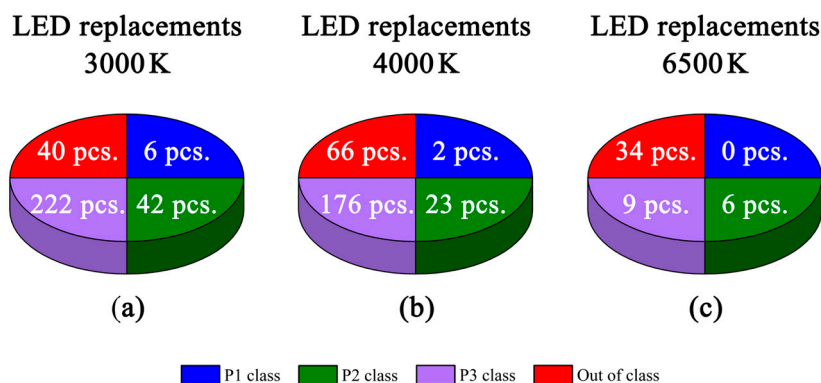 LED replacements
3000 K
LED replacements
4000 K
LED replacements
6500 K
40 pcs. 6 pcs.
222 pcs. 42 pcs.
66 pcs. 2 pcs.
176 pcs. 23 pcs.
34 pcs. 0 pcs.
9 pcs. 6 pcs.
(a)
(b)
(c)
P1 class P2 class P3 class Out of class